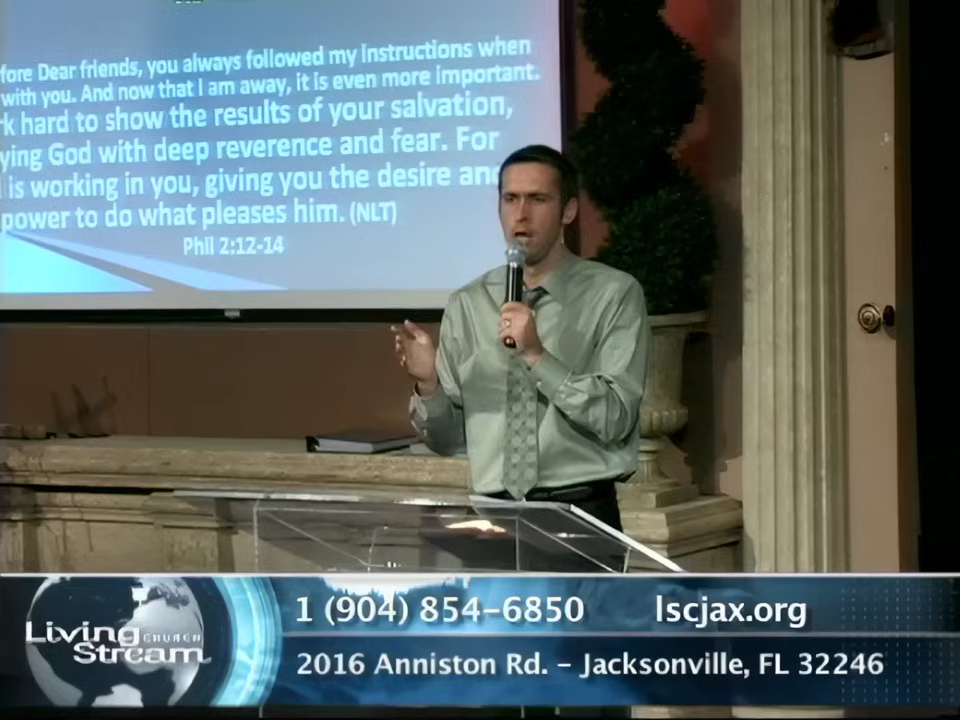 fore Dear friends, you always followed my Instructions when
with you. And now that I am away, it is even more important.
k hard to show the results of your salvation,
ying God with deep reverence and fear. For
is working in you, giving you the desire and
power to do what pleases him. (NLT)
Phil 2:12-14
1 (904) 854-6850 lscjax.org
Living CHURCH
Stream
2016 Anniston Rd. - Jacksonville, FL 32246